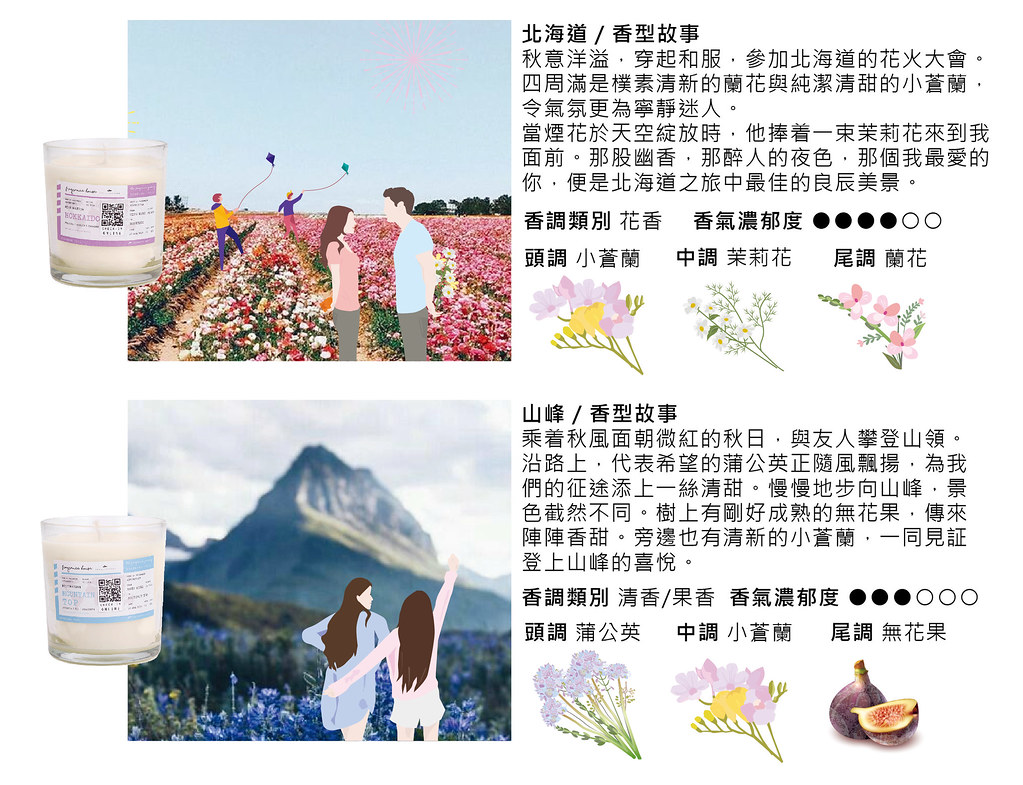 北海道 / 香型故事
秋意洋溢，穿起和服，參加北海道的花火大會。
四周滿是樸素清新的蘭花與純潔清甜的小蒼蘭，
令氣氛更為寧靜迷人。
當煙花於天空綻放時，他捧着一束茉莉花來到我
面前。那股幽香，那醉人的夜色，那個我最愛的
你，便是北海道之旅中最佳的良辰美景。
香調類別 花香 香氣濃郁度 ●●●●○○
頭調 小蒼蘭 中調 茉莉花 尾調 蘭花
HOKKAIDO
山峰 / 香型故事
乘着秋風面朝微紅的秋日，與友人攀登山領。
沿路上，代表希望的蒲公英正隨風飄揚，為我
們的征途添上一絲清甜。慢慢地步向山峰，景
色截然不同。樹上有剛好成熟的無花果，傳來
陣陣香甜。旁邊也有清新的小蒼蘭，一同見証
登上山峰的喜悅。
香調類別 清香/果香 香氣濃郁度 ●●●○○○
頭調 蒲公英 中調 小蒼蘭 尾調 無花果
MOUNTAIN
TOP